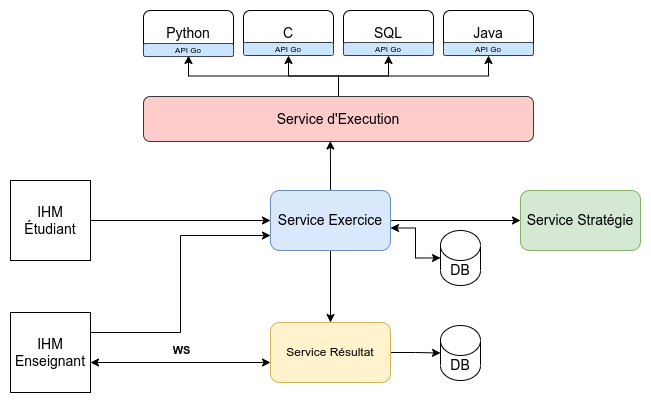 Python
C
SQL
Java
API Go
API Go
API Go
API Go
Service d'Execution
IHM
Étudiant
Service Exercice
Service Stratégie
DB
IHM
Enseignant
ws
Service Résultat
DB